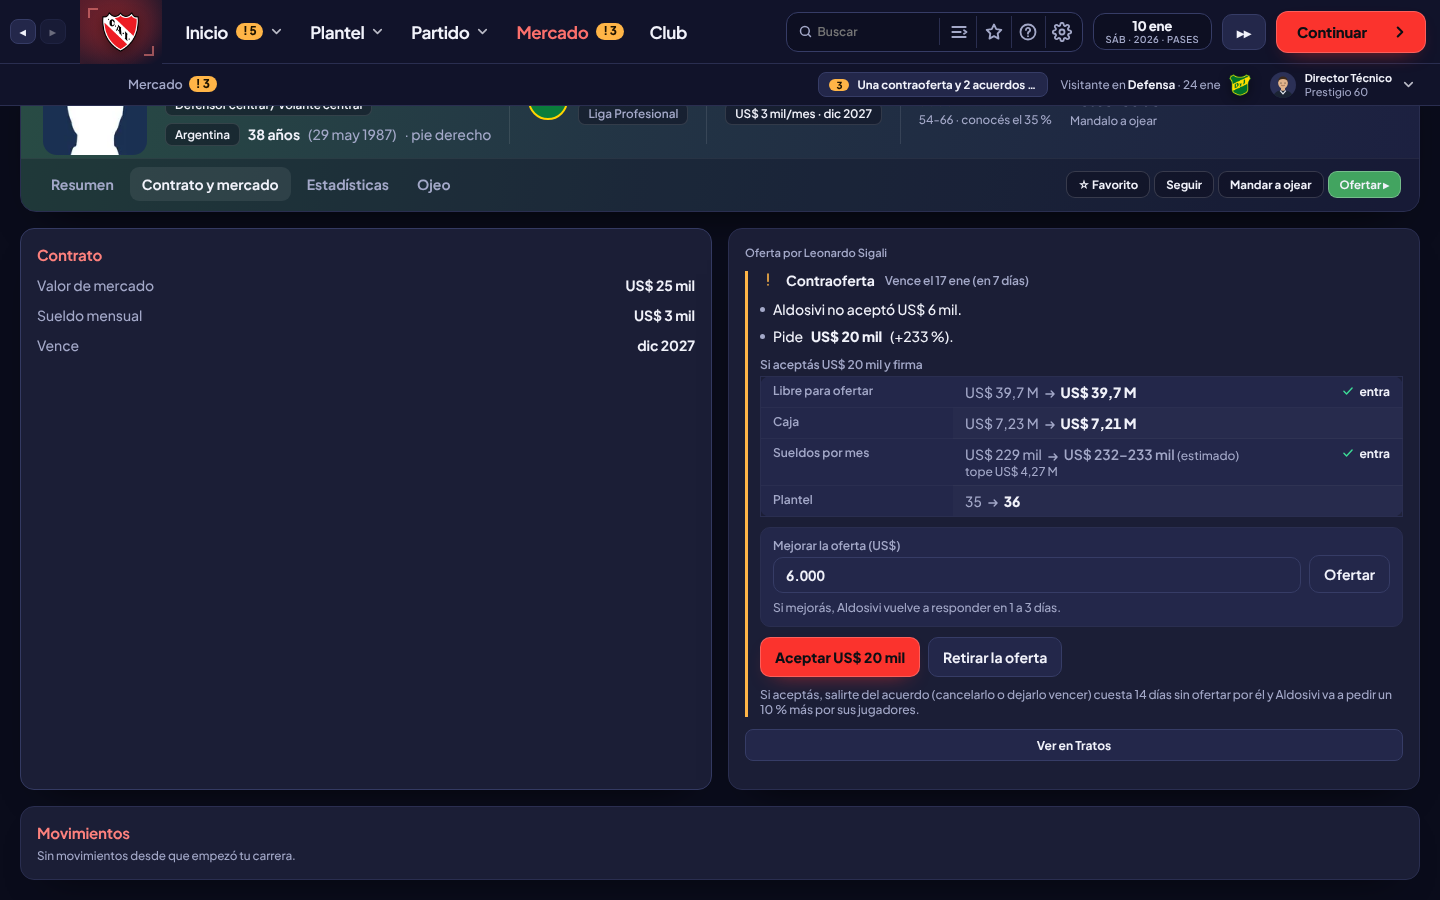 Inicio ! 5
Plantel
Partido
Mercado ! 3
Club
Buscar
10 ene
SÁB · 2026 · PASES
Continuar
Mercado ! 3
3 Una contraoferta y 2 acuerdos ...
Visitante en Defensa · 24 ene
Director Técnico
Prestigio 60
Defensor central / Volante central
Argentina 38 años (29 may 1987) · pie derecho
Liga Profesional
US$ 3 mil/mes · dic 2027
54-66 · conocés el 35 %
Mandalo a ojear
Resumen
Contrato y mercado
Estadísticas
Ojeo
☆ Favorito
Seguir
Mandar a ojear
Ofertar ▸
Contrato
Valor de mercado US$ 25 mil
Sueldo mensual US$ 3 mil
Vence dic 2027
Oferta por Leonardo Sigali
! Contraoferta Vence el 17 ene (en 7 días)
• Aldosivi no aceptó US$ 6 mil.
• Pide US$ 20 mil (+233 %).
Si aceptás US$ 20 mil y firma
Libre para ofertar US$ 39,7 M → US$ 39,7 M ✓ entra
Caja US$ 7,23 M → US$ 7,21 M
Sueldos por mes US$ 229 mil → US$ 232–233 mil (estimado) ✓ entra
tope US$ 4,27 M
Plantel 35 → 36
Mejorar la oferta (US$)
6.000
Ofertar
Si mejorás, Aldosivi vuelve a responder en 1 a 3 días.
Aceptar US$ 20 mil
Retirar la oferta
Si aceptás, salirte del acuerdo (cancelarlo o dejarlo vencer) cuesta 14 días sin ofertar por él y Aldosivi va a pedir un
10 % más por sus jugadores.
Ver en Tratos
Movimientos
Sin movimientos desde que empezó tu carrera.